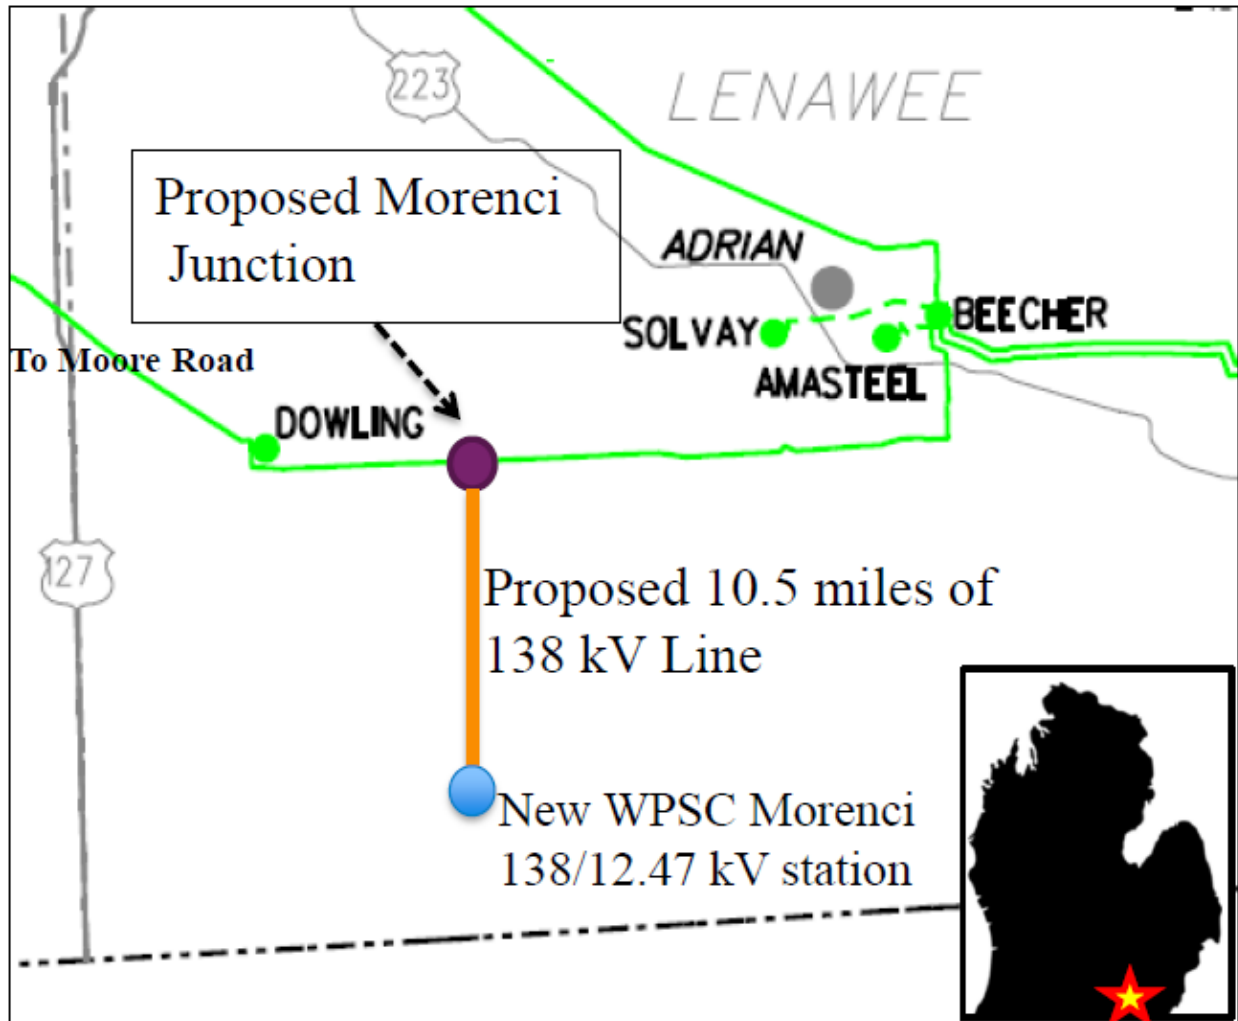 223
LENAWEE
Proposed Morenci
Junction
ADRIAN
SOLVAY
BEECHER
AMASTEEL
To Moore Road
DOWLING
127
Proposed 10.5 miles of
138 kV Line
New WPSC Morenci
138/12.47 kV station